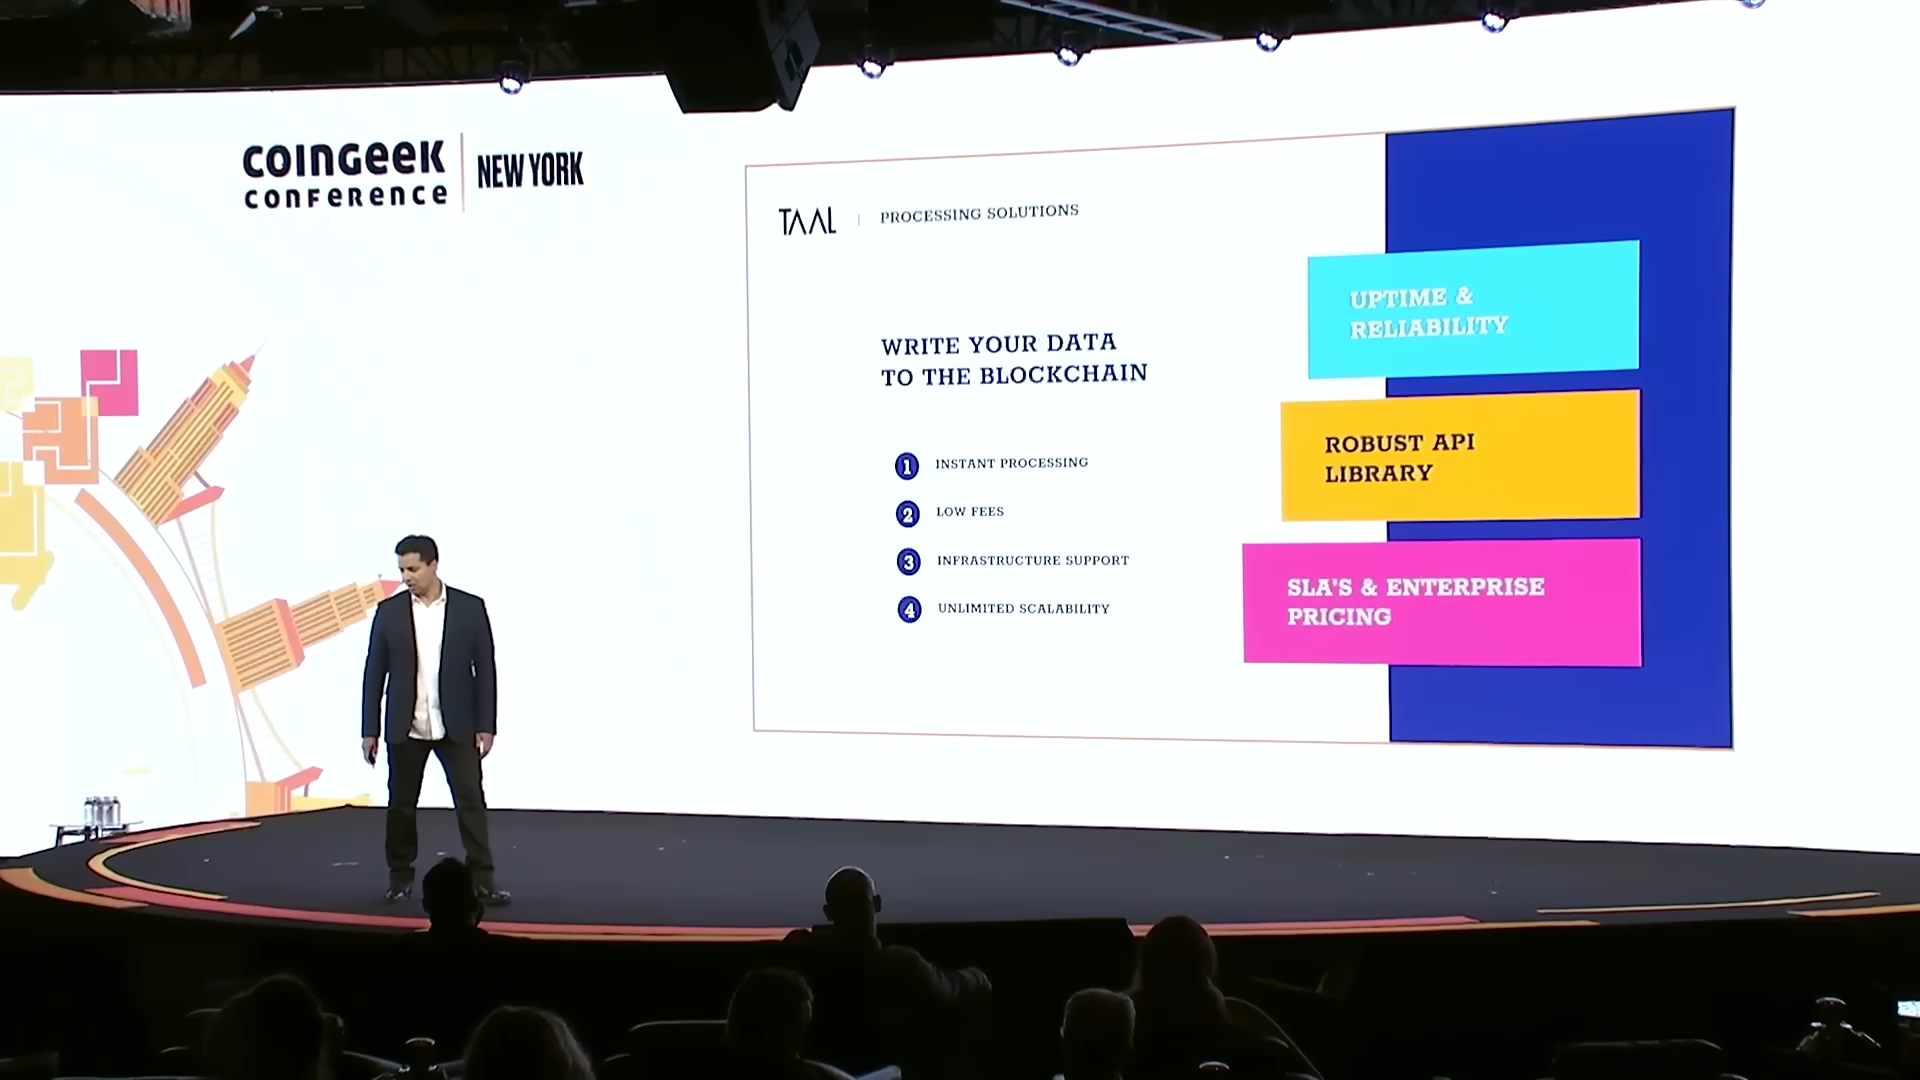 COINGEEK
CONFERENCE
NEW YORK
TAAL | PROCESSING SOLUTIONS
WRITE YOUR DATA
TO THE BLOCKCHAIN
1 INSTANT PROCESSING
2 LOW FEES
3 INFRASTRUCTURE SUPPORT
4 UNLIMITED SCALABILITY
UPTIME &
RELIABILITY
ROBUST API
LIBRARY
SLA'S & ENTERPRISE
PRICING